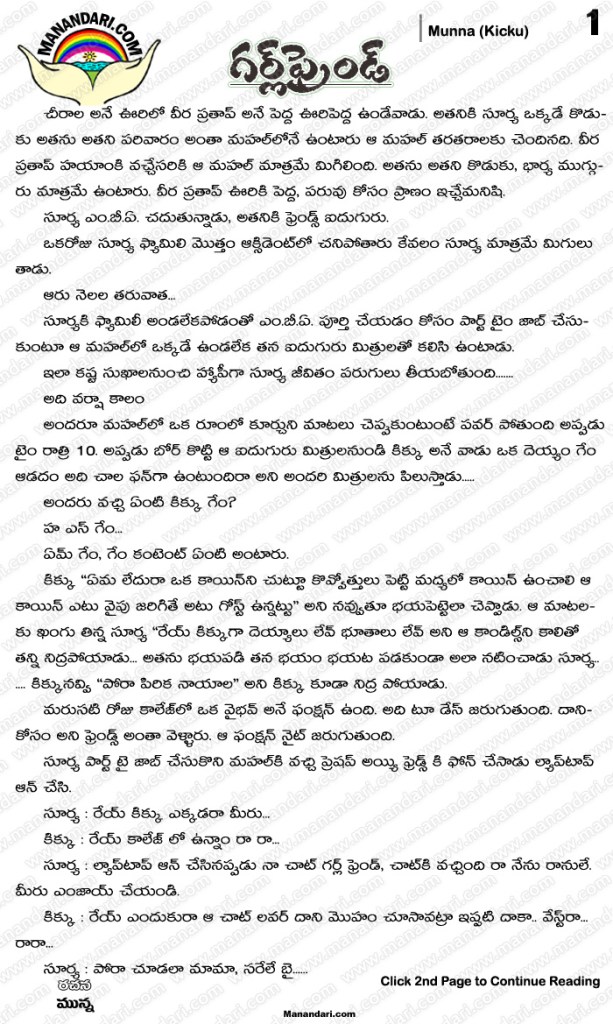 MANANDARI.COM
Munna (Kicku)
1
గర్ల్‌ఫ్రెండ్
చీరాల అనే ఊరిలో వీర ప్రతాప్ అనే పెద్ద ఊరిపెద్ద ఉండేవాడు. అతనికి సూర్య ఒక్కడే కొడు-
కు అతను అతని పరివారం అంతా మహల్‌లోనే ఉంటారు ఆ మహల్ తరతరాలకు చెందినది. వీర
ప్రతాప్ హయాంకి వచ్చేసరికి ఆ మహల్ మాత్రమే మిగిలింది. అతను అతని కొడుకు, భార్య ముగ్గు-
రు మాత్రమే ఉంటారు. వీర ప్రతాప్ ఊరికి పెద్ద, పరువు కోసం ప్రాణం ఇచ్చేమనిషి.
సూర్య ఎం.బీ.ఏ. చదుతున్నాడు, అతనికి ఫ్రెండ్స్ ఐదుగురు.
ఒకరోజు సూర్య ఫ్యామిలి మొత్తం ఆక్సిడెంట్‌లో చనిపోతారు కేవలం సూర్య మాత్రమే మిగులు
తాడు.
ఆరు నెలల తరువాత...
సూర్యకి ఫ్యామిలీ అండలేకపోడంతో ఎం.బీ.ఏ. పూర్తి చేయడం కోసం పార్ట్ టైం జాబ్ చేసు-
కుంటూ ఆ మహల్‌లో ఒక్కడే ఉండలేక తన ఐదుగురు మిత్రులతో కలిసి ఉంటాడు.
ఇలా కష్ట సుఖాలనుంచి హ్యాపీగా సూర్య జీవితం పరుగులు తీయబోతుంది.......
అది వర్షా కాలం
అందరూ మహల్‌లో ఒక రూంలో కూర్చుని మాటలు చెప్పకుంటుంటే పవర్ పోతుంది అప్పడు
టైం రాత్రి 10. అప్పడు బోర్ కొట్టి ఆ ఐదుగురు మిత్రులనుండి కిక్కు అనే వాడు ఒక దెయ్యం గేం
ఆడదం అది చాల ఫన్‌గా ఉంటుందిరా అని అందరి మిత్రులను పిలుస్తాడు.....
అందరు వచ్చి ఏంటి కిక్కు గేం?
హ ఎస్ గేం...
ఏమ్ గేం, గేం కంటెంట్ ఏంటి అంటారు.
కిక్కు “ఏమ లేదురా ఒక కాయిన్‌ని చుట్టూ కొవ్వోత్తులు పెట్టి మధ్యలో కాయిన్ ఉంచాలి ఆ
కాయిన్ ఎటు వైపు జరిగితే అటు గోస్ట్ ఉన్నట్టు” అని నవ్వుతూ భయపెట్టెలా చెప్పాడు. ఆ మాటల-
కు ఖంగు తిన్న సూర్య “రేయ్ కిక్కుగా దెయ్యాలు లేవ్ భూతాలు లేవ్ అని ఆ కాండిల్స్‌ని కాలితో
తన్ని నిద్రపోయాడు... అతను భయపడి తన భయం భయట పడకుండా అలా నటించాడు సూర్య...
.... కిక్కునవ్వి “పోరా పిరిక నాయాల” అని కిక్కు కూడా నిద్ర పోయాడు.
మరుసటి రోజు కాలేజ్‌లో ఒక వైభవ్ అనే ఫంక్షన్ ఉంది. అది టూ డేస్ జరుగుతుంది. దాని-
కోసం అని ఫ్రెండ్స్ అంతా వెళ్ళారు. ఆ ఫంక్షన్ నైట్ జరుగుతుంది.
సూర్య పార్ట్ టై జాబ్ చేసుకొని మహల్‌కి వచ్చి ప్రెషప్ అయ్యి ఫ్రెడ్స్ కి ఫోన్ చేసాడు ల్యాప్‌టాప్
ఆన్ చేసి.
సూర్య : రేయ్ కిక్కు ఎక్కడరా మీరు...
కిక్కు : రేయ్ కాలేజ్ లో ఉన్నాం రా రా...
సూర్య : ల్యాప్‌టాప్ ఆన్ చేసినప్పడు నా చాట్ గర్ల్ ఫ్రెండ్, చాట్‌కి వచ్చింది రా నేను రానులే.
మీరు ఎంజాయ్ చేయండి.
కిక్కు : రేయ్ ఎందుకురా ఆ చాట్ లవర్ దాని మొహం చూసావట్రా ఇప్పటి దాకా.. వేస్ట్‌రా...
రారా...
సూర్య : పోరా చూడలా మామా, సరేలే బై......
రచన
మున్న
Click 2nd Page to Continue Reading
Manandari.com